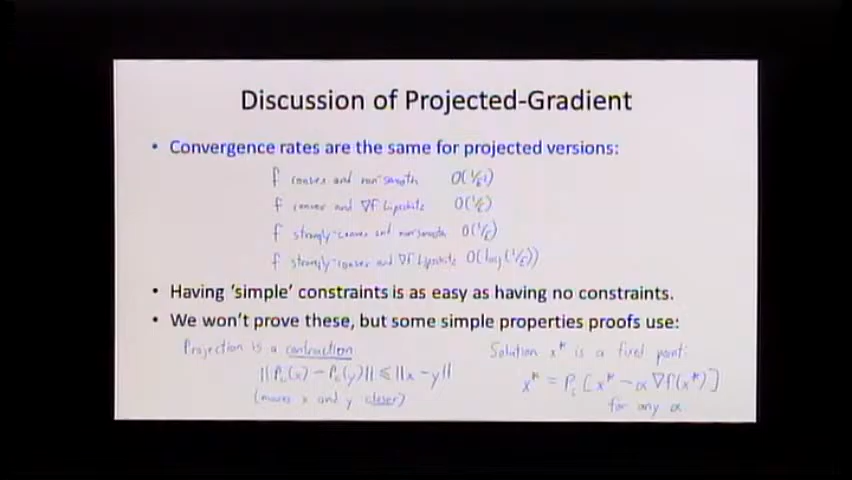 Discussion of Projected-Gradient
• Convergence rates are the same for projected versions:
f convex and non-smooth O(1/ε²)
f convex and ∇f Lipschitz O(1/ε)
f strongly-convex and non-smooth O(1/ε)
f strongly-convex and ∇f Lipschitz O(log(1/ε))
• Having 'simple' constraints is as easy as having no constraints.
• We won't prove these, but some simple properties proofs use:
Projection is a contraction
||P_c(x) - P_c(y)|| ≤ ||x - y||
(moves x and y closer)
Solution x* is a fixed point:
x* = P_c[x* - α∇f(x*)]
for any α